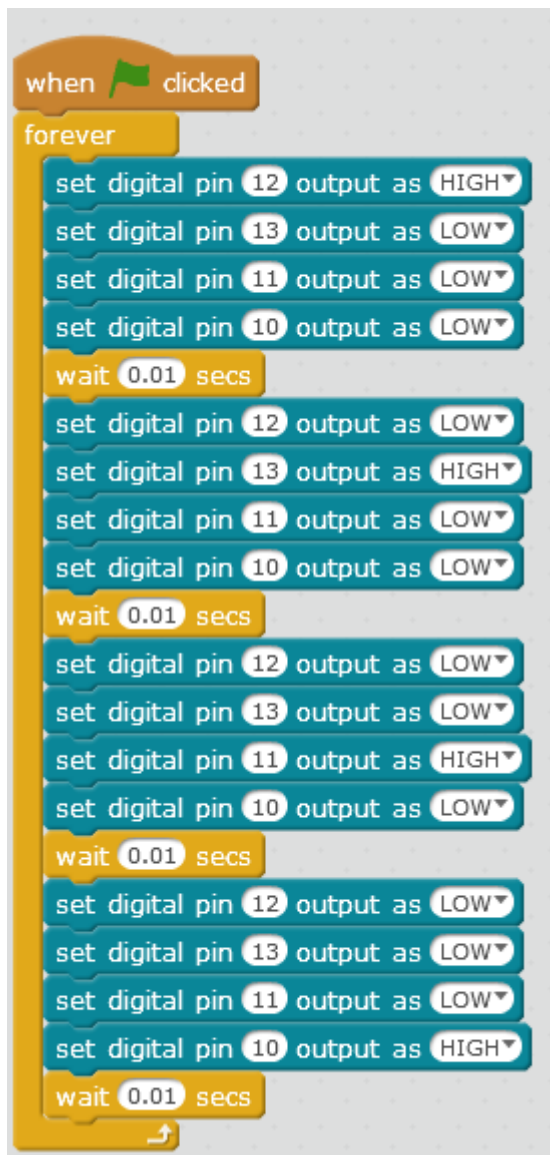 when clicked
forever
set digital pin 12 output as HIGH
set digital pin 13 output as LOW
set digital pin 11 output as LOW
set digital pin 10 output as LOW
wait 0.01 secs
set digital pin 12 output as LOW
set digital pin 13 output as HIGH
set digital pin 11 output as LOW
set digital pin 10 output as LOW
wait 0.01 secs
set digital pin 12 output as LOW
set digital pin 13 output as LOW
set digital pin 11 output as HIGH
set digital pin 10 output as LOW
wait 0.01 secs
set digital pin 12 output as LOW
set digital pin 13 output as LOW
set digital pin 11 output as LOW
set digital pin 10 output as HIGH
wait 0.01 secs